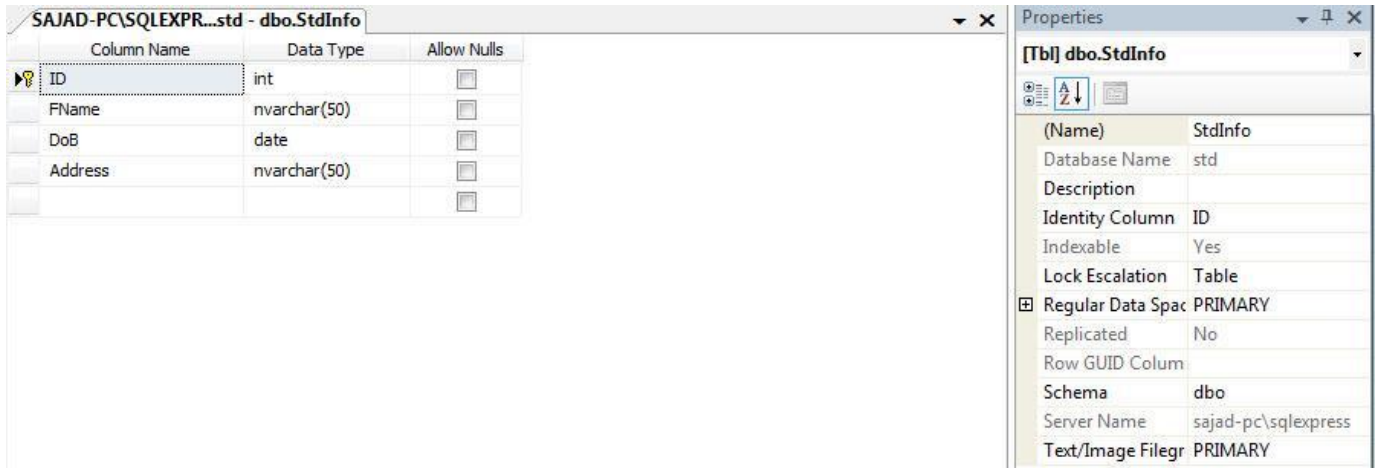 SAJAD-PC\SQLEXPR...std - dbo.StdInfo
Column Name Data Type Allow Nulls
ID int
FName nvarchar(50)
DoB date
Address nvarchar(50)
Properties
[Tbl] dbo.StdInfo
(Name) StdInfo
Database Name std
Description
Identity Column ID
Indexable Yes
Lock Escalation Table
Regular Data Spac PRIMARY
Replicated No
Row GUID Colum
Schema dbo
Server Name sajad-pc\sqlexpress
Text/Image Filegr PRIMARY